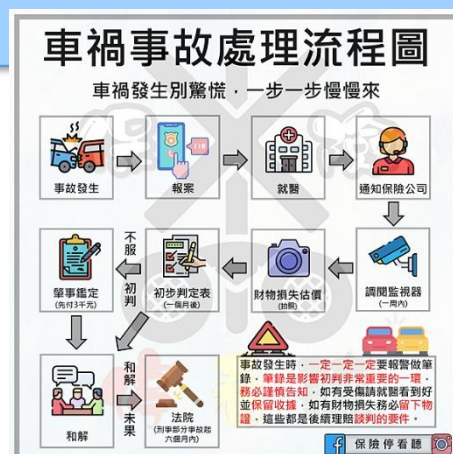 車禍事故處理流程圖
車禍發生別驚慌．一步一步慢慢來
事故發生
報案
110
就醫
通知保險公司
調閱監視器
(一周內)
財物損失估價
(拍照)
初步判定表
(一個月後)
不服
初判
肇事鑑定
(先付3千元)
和解
和解
未果
法院
(刑事部分事故起
六個月內)
事故發生時．一定一定一定要報警做筆
錄．筆錄是影響初判非常重要的一環．
務必謹慎告知．如有受傷請就醫看到好
並保留收據．如有財物損失務必留下物
證．這些都是後續理賠談判的要件。
保險停看聽